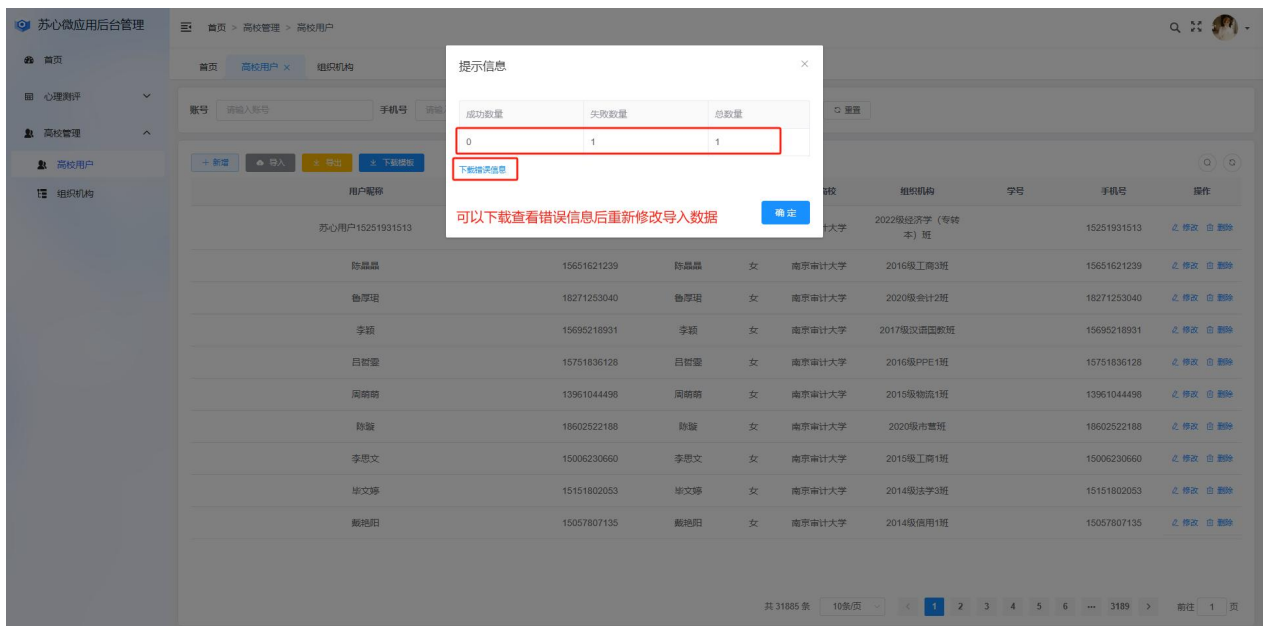 苏心微应用后台管理
首页 > 高校管理 > 高校用户
首页
心理测评
高校管理
高校用户
组织机构
首页 高校用户 × 组织机构
账号 请输入账号 手机号 重置
+ 新增 导入 导出 下载模板
提示信息 ×
成功数量 失败数量 总数量
0 1 1
下载错误信息
可以下载查看错误信息后重新修改导入数据 确定
用户昵称 组织机构 学号 手机号 操作
苏心用户15251931513 2022级经济学（专转本）班 15251931513 修改 删除
陈晶晶 15651621239 陈晶晶 女 南京审计大学 2016级工商3班 15651621239 修改 删除
鲁厚琨 18271253040 鲁厚琨 女 南京审计大学 2020级会计2班 18271253040 修改 删除
李颖 15695218931 李颖 女 南京审计大学 2017级汉语国教班 15695218931 修改 删除
吕哲雯 15751836128 吕哲雯 女 南京审计大学 2016级PPE1班 15751836128 修改 删除
周萌萌 13961044498 周萌萌 女 南京审计大学 2015级物流1班 13961044498 修改 删除
陈璇 18602522188 陈璇 女 南京审计大学 2020级市营班 18602522188 修改 删除
李思文 15006230660 李思文 女 南京审计大学 2015级工商1班 15006230660 修改 删除
毕文婷 15151802053 毕文婷 女 南京审计大学 2014级法学3班 15151802053 修改 删除
戴艳阳 15057807135 戴艳阳 女 南京审计大学 2014级信用1班 15057807135 修改 删除
共 31885 条 10条/页 < 1 2 3 4 5 6 ... 3189 > 前往 1 页